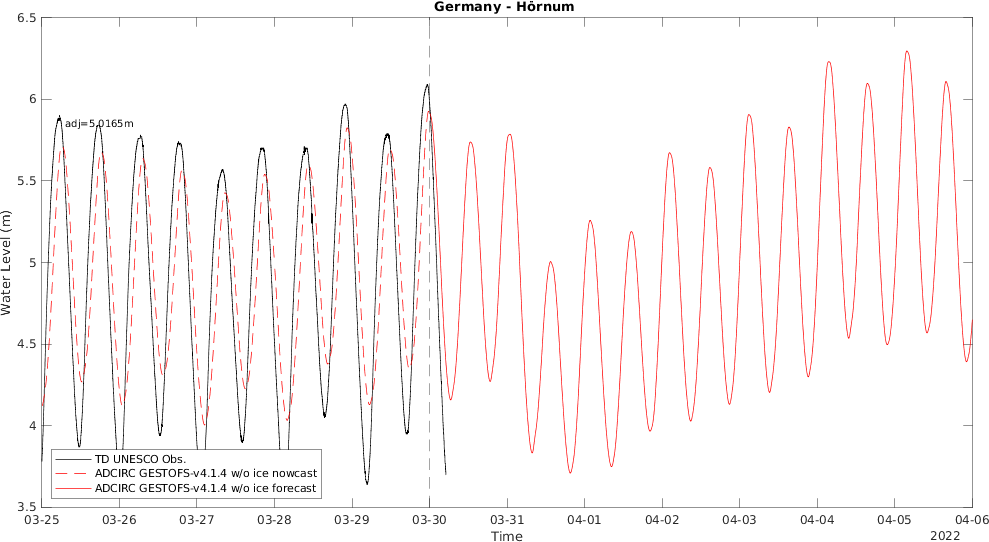 Germany - Hörnum
6.5
6
5.5
5
4.5
4
3.5
Water Level (m)
adj=5.0165m
TD UNESCO Obs.
ADCIRC GESTOFS-v4.1.4 w/o ice nowcast
ADCIRC GESTOFS-v4.1.4 w/o ice forecast
03-25 03-26 03-27 03-28 03-29 03-30 03-31 04-01 04-02 04-03 04-04 04-05 04-06
Time
2022